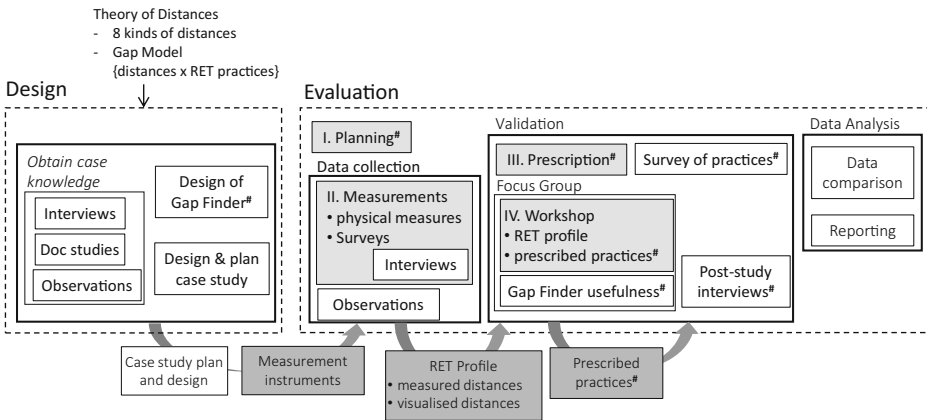 Theory of Distances
- 8 kinds of distances
- Gap Model
{distances x RET practices}
Design
Obtain case
knowledge
Interviews
Doc studies
Observations
Design of
Gap Finder#
Design & plan
case study
Evaluation
I. Planning#
Data collection
II. Measurements
• physical measures
• Surveys
Interviews
Observations
Validation
III. Prescription#
Survey of practices#
Focus Group
IV. Workshop
• RET profile
• prescribed practices#
Gap Finder usefulness#
Post-study
interviews#
Data Analysis
Data
comparison
Reporting
Case study plan
and design
Measurement
instruments
RET Profile
• measured distances
• visualised distances
Prescribed
practices#